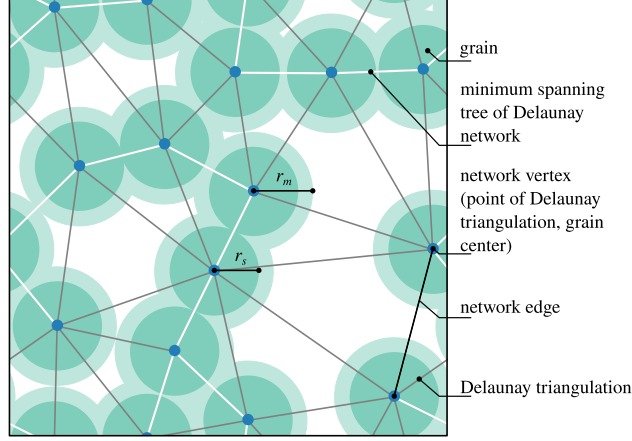 grain
minimum spanning
tree of Delaunay
network
network vertex
(point of Delaunay
triangulation, grain
center)
network edge
Delaunay triangulation
r_m
r_s